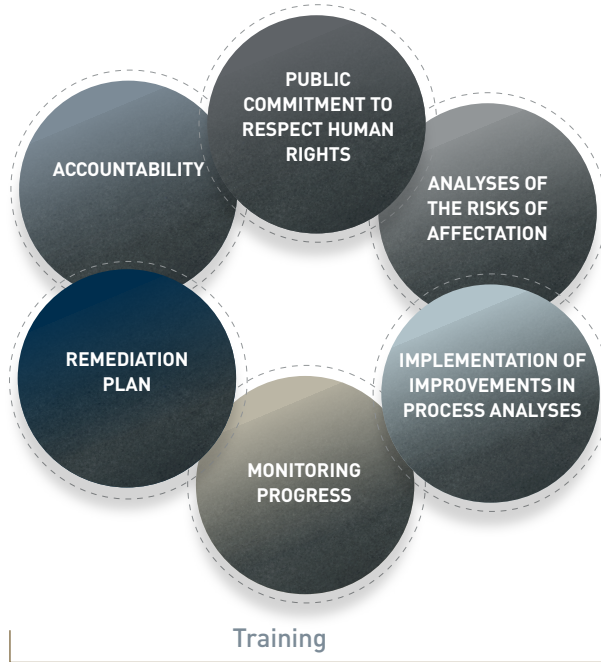 PUBLIC
COMMITMENT TO
RESPECT HUMAN
RIGHTS
ANALYSES OF
THE RISKS OF
AFFECTATION
IMPLEMENTATION OF
IMPROVEMENTS IN
PROCESS ANALYSES
MONITORING
PROGRESS
REMEDIATION
PLAN
ACCOUNTABILITY
Training